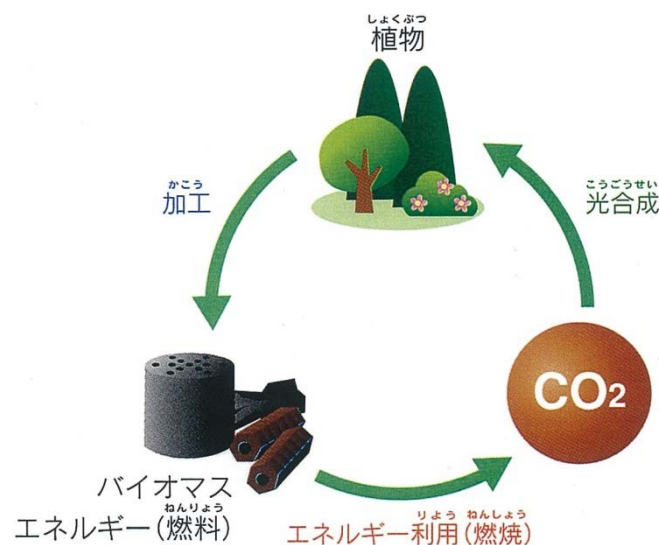 しょくぶつ
植物
かこう
加工
こうごうせい
光合成
CO2
バイオマス
ねんりょう
エネルギー(燃料)
りよう ねんしょう
エネルギー利用(燃焼)